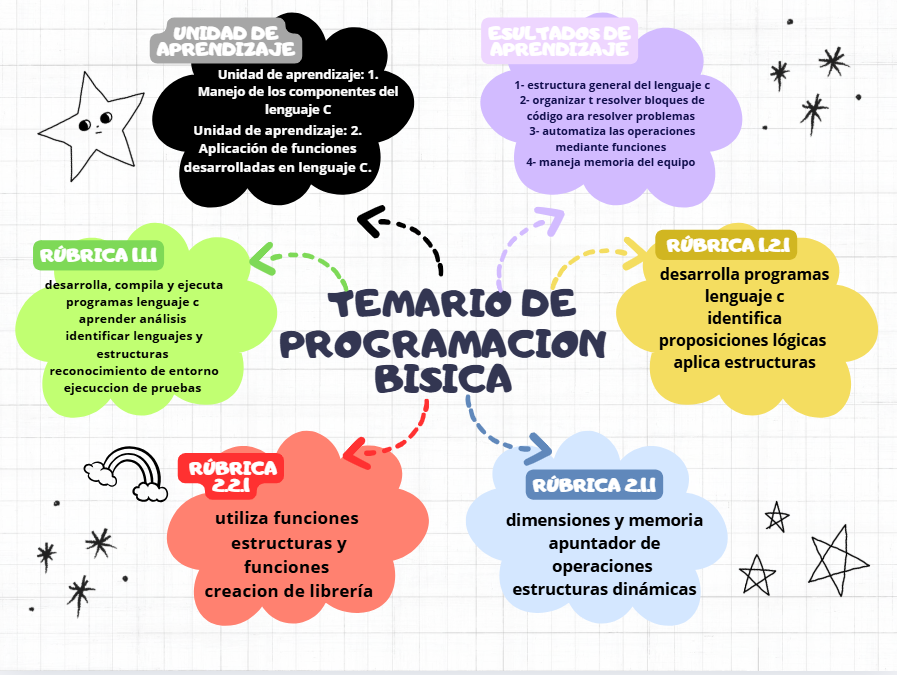 UNIDAD DE
APRENDIZAJE
Unidad de aprendizaje: 1.
Manejo de los componentes del
lenguaje C
Unidad de aprendizaje: 2.
Aplicación de funciones
desarrolladas en lenguaje C.
ESULTADOS DE
APRENDIZAJE
1- estructura general del lenguaje c
2- organizar t resolver bloques de
código ara resolver problemas
3- automatiza las operaciones
mediante funciones
4- maneja memoria del equipo
RÚBRICA 1.1.1
desarrolla, compila y ejecuta
programas lenguaje c
aprender análisis
identificar lenguajes y
estructuras
reconocimiento de entorno
ejecuccion de pruebas
TEMARIO DE
PROGRAMACION
BISICA
RÚBRICA 1.2.1
desarrolla programas
lenguaje c
identifica
proposiciones lógicas
aplica estructuras
RÚBRICA
2.2.1
utiliza funciones
estructuras y
funciones
creacion de librería
RÚBRICA 2.1.1
dimensiones y memoria
apuntador de
operaciones
estructuras dinámicas